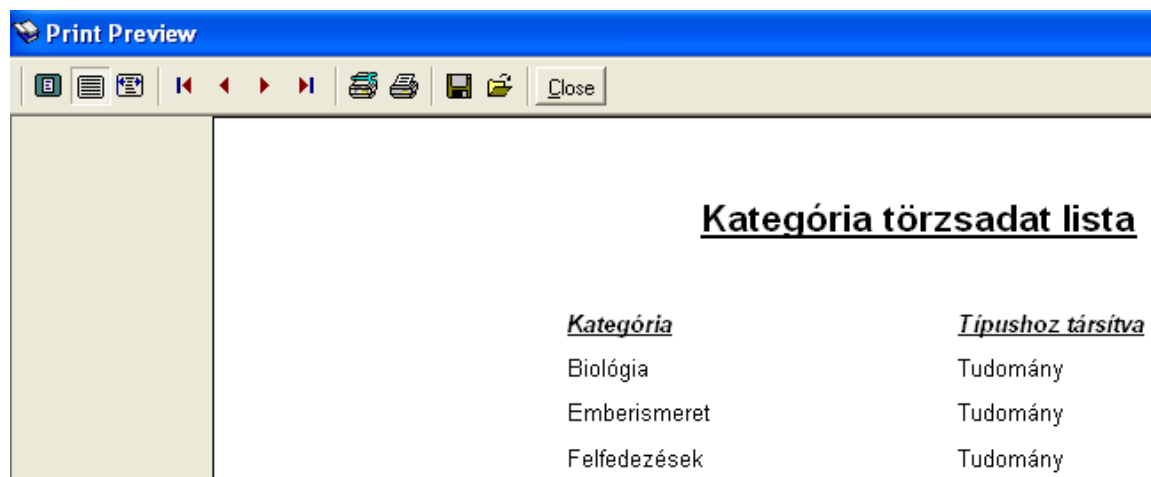 Print Preview
Close
Kategória törzsadat lista
Kategória Típushoz társítva
Biológia Tudomány
Emberismeret Tudomány
Felfedezések Tudomány